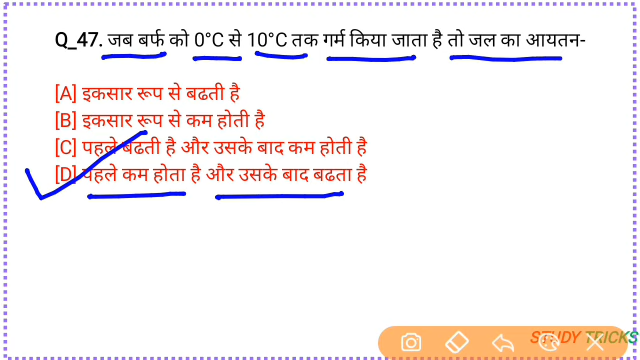 Q_47. जब बर्फ को 0°C से 10°C तक गर्म किया जाता है तो जल का आयतन-
[A] इकसार रूप से बढती है
[B] इकसार रूप से कम होती है
[C] पहले बढती है और उसके बाद कम होती है
[D] पहले कम होता है और उसके बाद बढता है
STUDY TRICKS